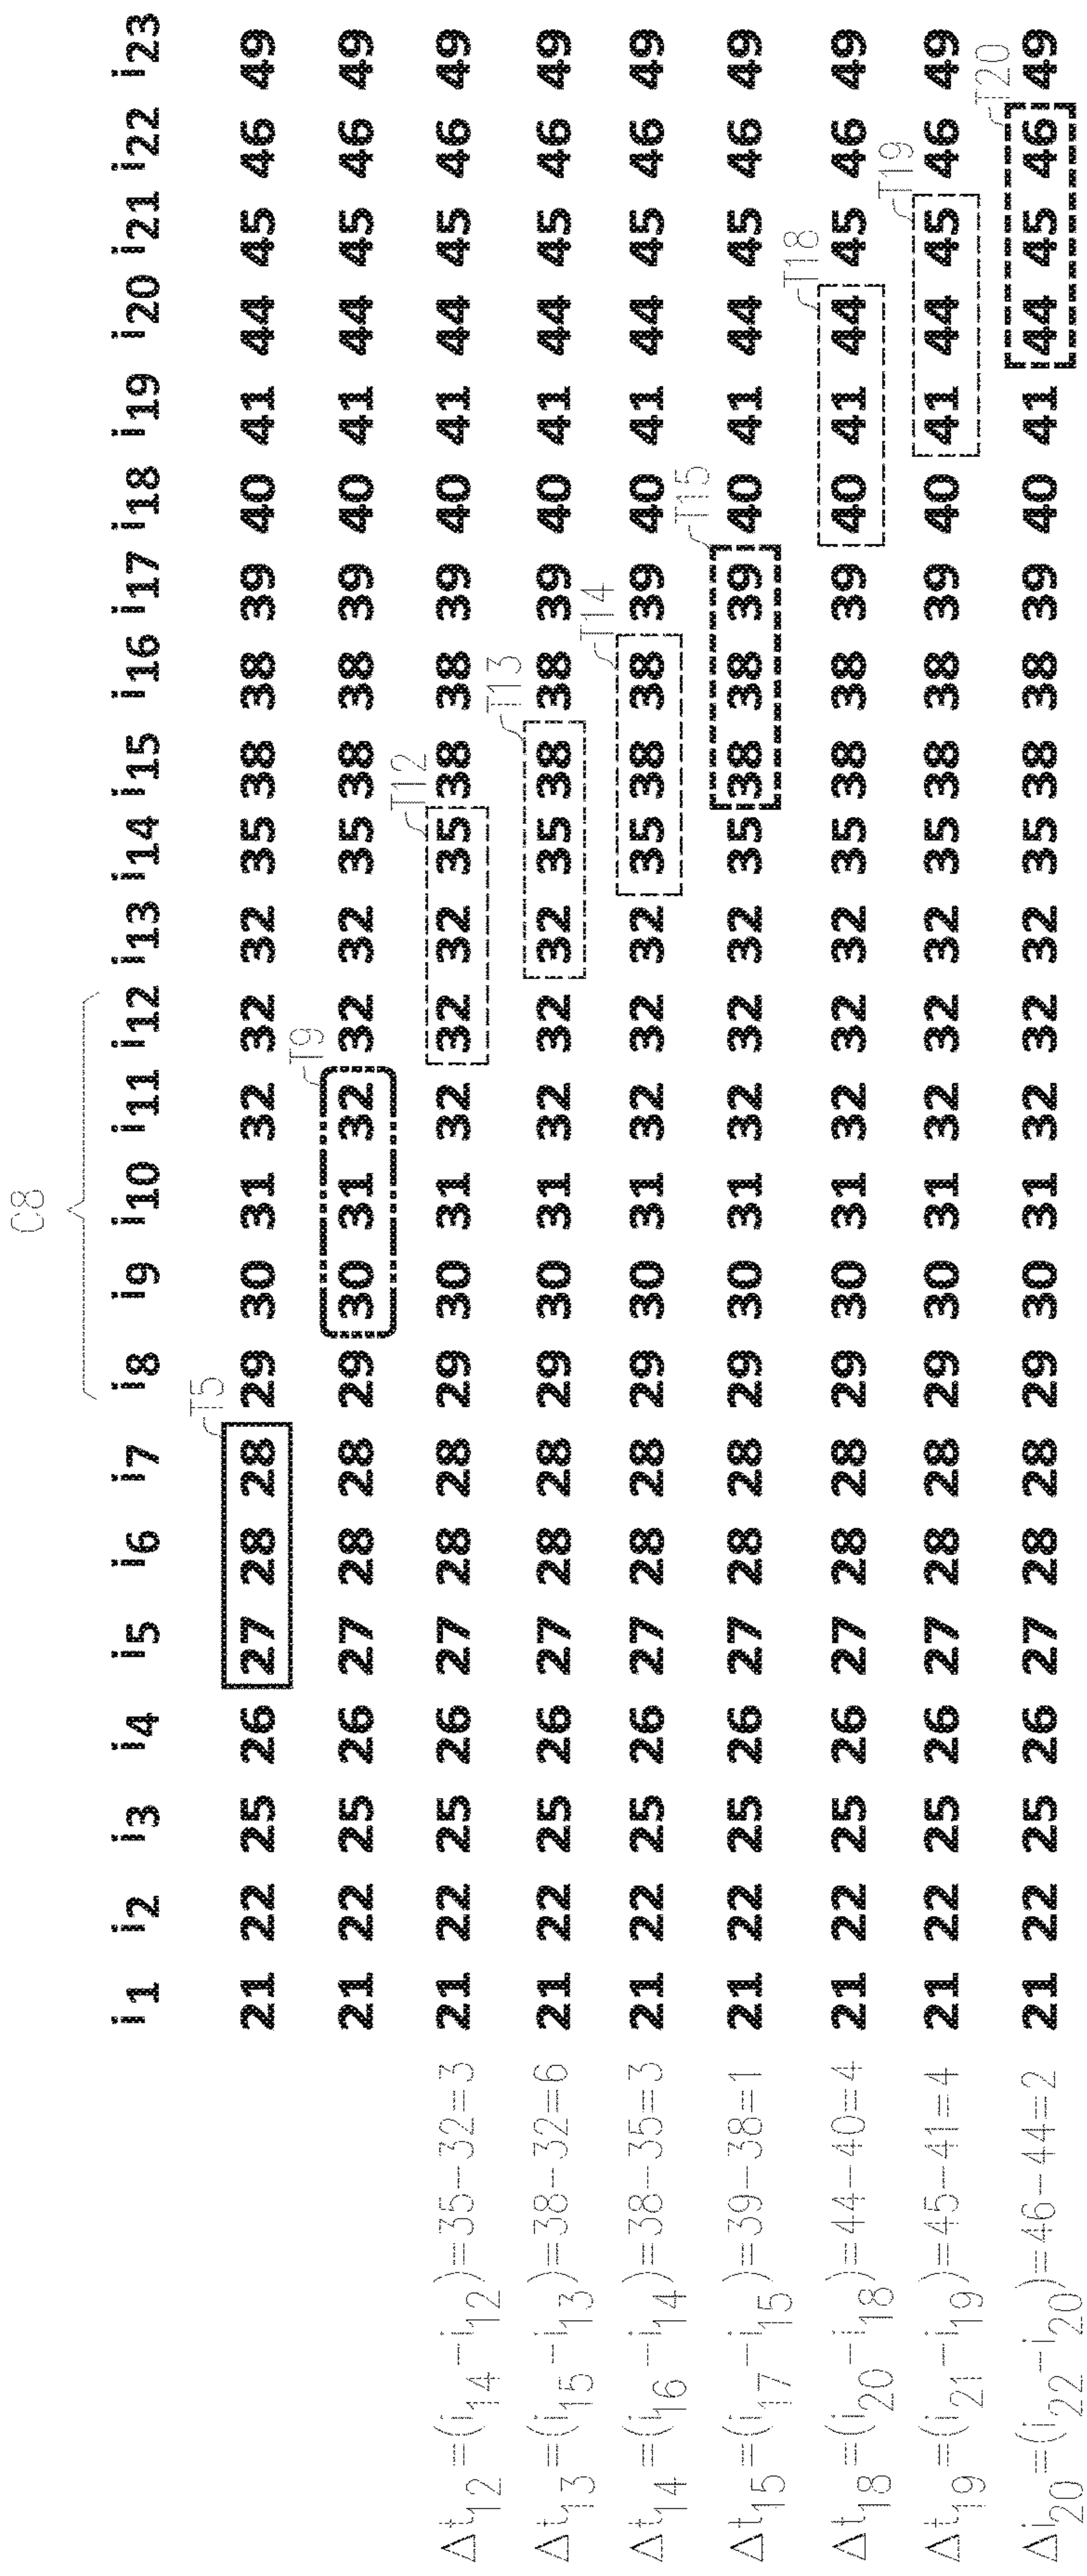 C8
i1 i2 i3 i4 i5 i6 i7 i8 i9 i10 i11 i12 i13 i14 i15 i16 i17 i18 i19 i20 i21 i22 i23
T5
21 22 25 26 27 28 28 29 30 31 32 32 32 35 38 38 39 40 41 44 45 46 49
T9
21 22 25 26 27 28 28 29 30 31 32 32 32 35 38 38 39 40 41 44 45 46 49
T12
Δt12=(i14-i12)=35-32=3 21 22 25 26 27 28 28 29 30 31 32 32 32 35 38 38 39 40 41 44 45 46 49
T13
Δt13=(i15-i13)=38-32=6 21 22 25 26 27 28 28 29 30 31 32 32 32 35 38 38 39 40 41 44 45 46 49
T14
Δt14=(i16-i14)=38-35=3 21 22 25 26 27 28 28 29 30 31 32 32 32 35 38 38 39 40 41 44 45 46 49
T15
Δt15=(i17-i15)=39-38=1 21 22 25 26 27 28 28 29 30 31 32 32 32 35 38 38 39 40 41 44 45 46 49
T18
Δt18=(i20-i18)=44-40=4 21 22 25 26 27 28 28 29 30 31 32 32 32 35 38 38 39 40 41 44 45 46 49
T19
Δt19=(i21-i19)=45-41=4 21 22 25 26 27 28 28 29 30 31 32 32 32 35 38 38 39 40 41 44 45 46 49
T20
Δi20=(i22-i20)=46-44=2 21 22 25 26 27 28 28 29 30 31 32 32 32 35 38 38 39 40 41 44 45 46 49